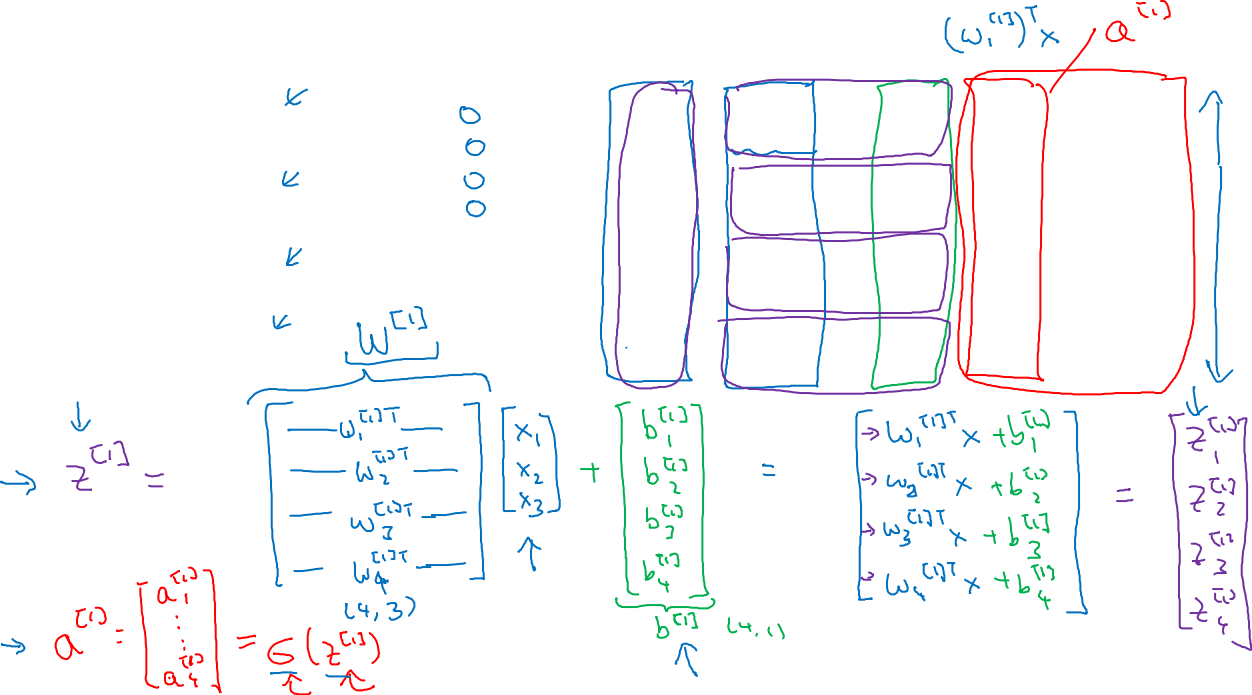 (w₁^[1])ᵀ x    a^[1]
W^[1]
→ z^[1] = [ — w₁^[1]T — ; — w₂^[1]T — ; — w₃^[1]T — ; — w₄^[1]T — ] [ x₁ ; x₂ ; x₃ ] + [ b₁^[1] ; b₂^[1] ; b₃^[1] ; b₄^[1] ] = [ → w₁^[1]T x + b₁^[1] ; → w₂^[1]T x + b₂^[1] ; → w₃^[1]T x + b₃^[1] ; → w₄^[1]T x + b₄^[1] ] = [ z₁^[1] ; z₂^[1] ; z₃^[1] ; z₄^[1] ]
(4,3)
b^[1] (4,1)
→ a^[1] = [ a₁^[1] ; ⋮ ; a₄^[1] ] = σ(z^[1])